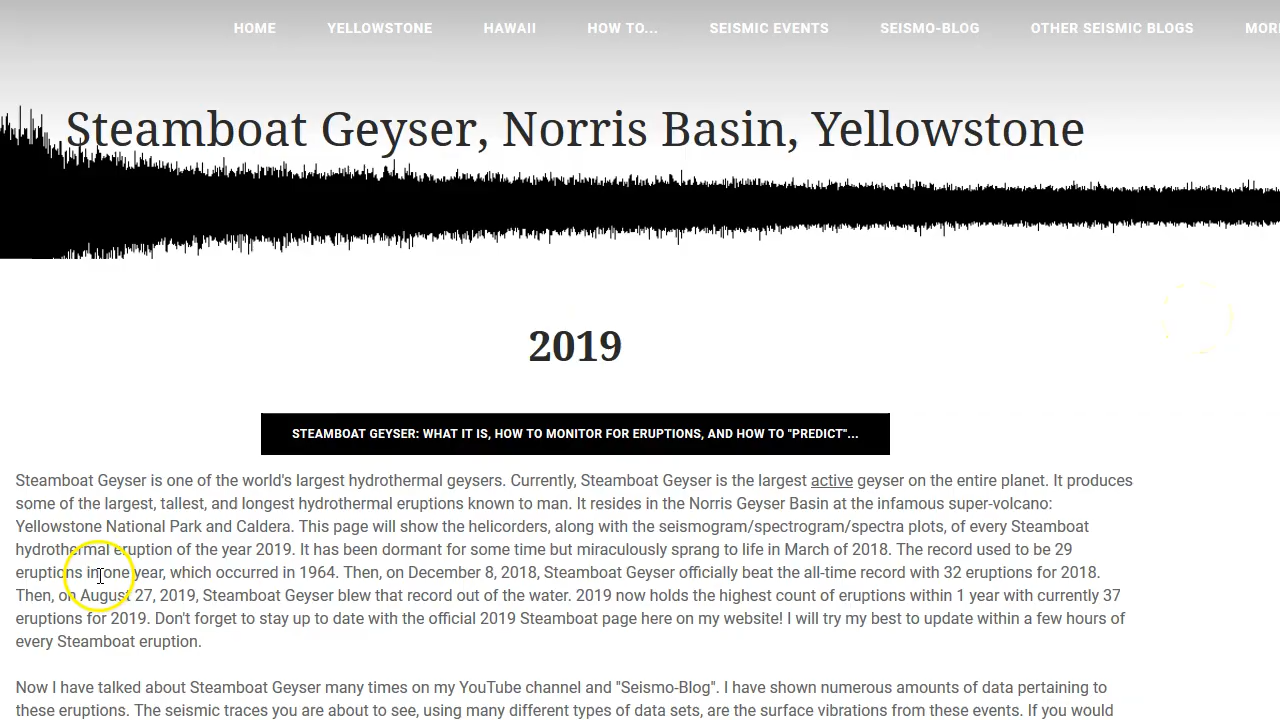 HOME YELLOWSTONE HAWAII HOW TO... SEISMIC EVENTS SEISMO-BLOG OTHER SEISMIC BLOGS
Steamboat Geyser, Norris Basin, Yellowstone
2019
STEAMBOAT GEYSER: WHAT IT IS, HOW TO MONITOR FOR ERUPTIONS, AND HOW TO "PREDICT"...
Steamboat Geyser is one of the world's largest hydrothermal geysers. Currently, Steamboat Geyser is the largest active geyser on the entire planet. It produces
some of the largest, tallest, and longest hydrothermal eruptions known to man. It resides in the Norris Geyser Basin at the infamous super-volcano:
Yellowstone National Park and Caldera. This page will show the helicorders, along with the seismogram/spectrogram/spectra plots, of every Steamboat
hydrothermal eruption of the year 2019. It has been dormant for some time but miraculously sprang to life in March of 2018. The record used to be 29
eruptions in one year, which occurred in 1964. Then, on December 8, 2018, Steamboat Geyser officially beat the all-time record with 32 eruptions for 2018.
Then, on August 27, 2019, Steamboat Geyser blew that record out of the water. 2019 now holds the highest count of eruptions within 1 year with currently 37
eruptions for 2019. Don't forget to stay up to date with the official 2019 Steamboat page here on my website! I will try my best to update within a few hours of
every Steamboat eruption.
Now I have talked about Steamboat Geyser many times on my YouTube channel and "Seismo-Blog". I have shown numerous amounts of data pertaining to
these eruptions. The seismic traces you are about to see, using many different types of data sets, are the surface vibrations from these events. If you would